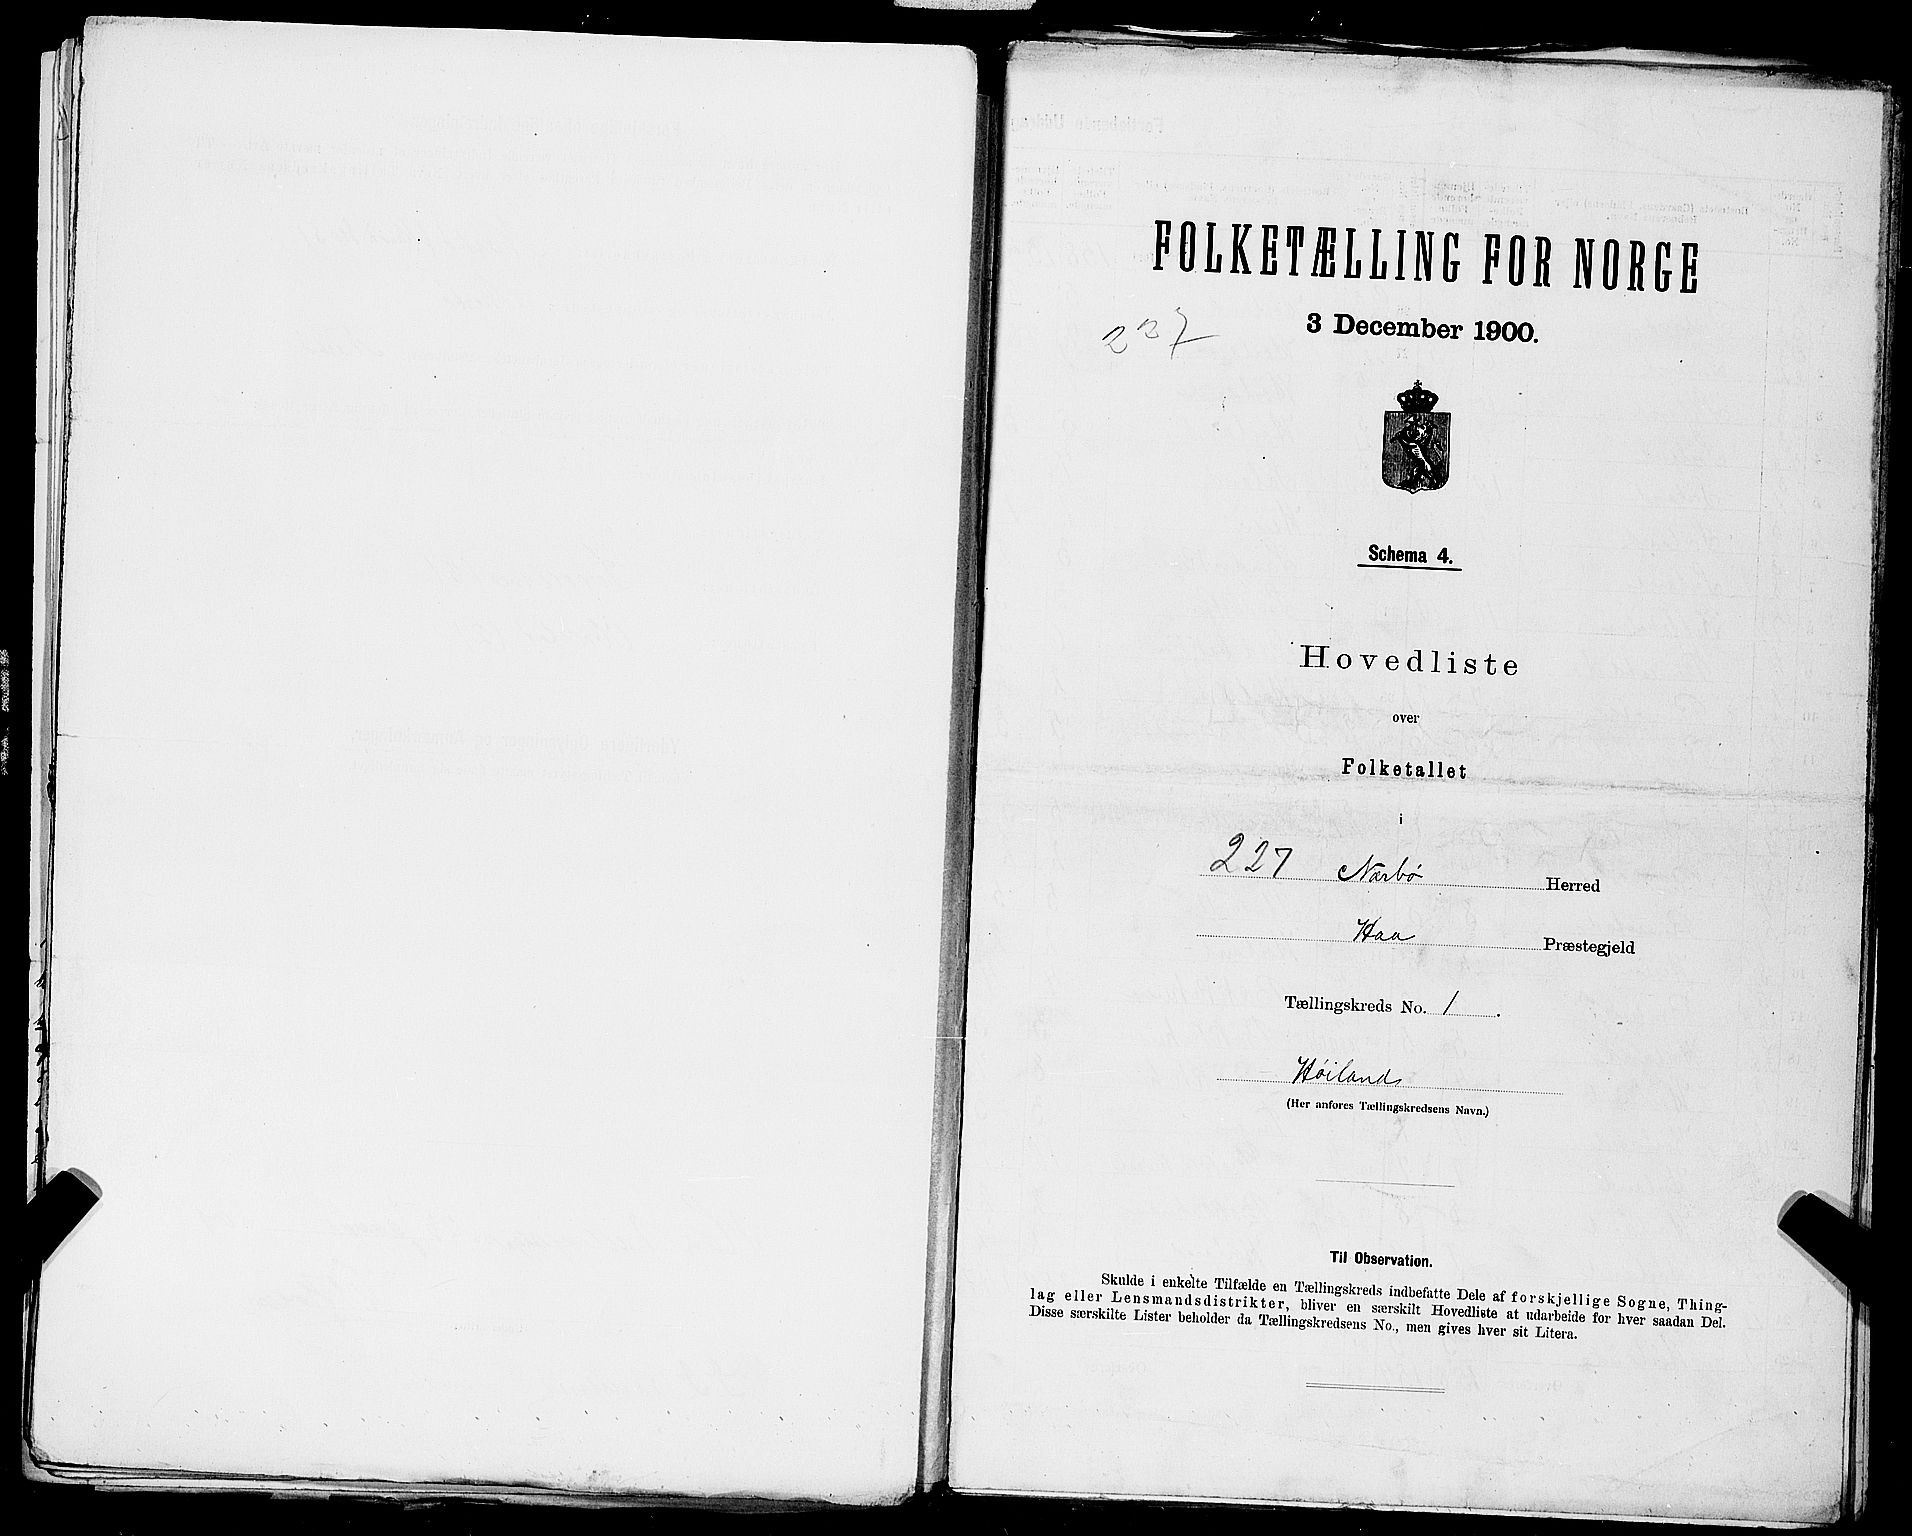 FOLKETÆLLING FOR NORGE
3 December 1900.
237
Schema 4.
Hovedliste
over
Folketallet
i
227 Narbø Herred
Haa Præstegjeld
Tællingskreds No. 1.
Høilands
(Her anføres Tællingskredsens Navn.)
Til Observation.
Skulde i enkelte Tilfælde en Tællingskreds indbefatte Dele af forskjellige Sogne, Thing-
lag eller Lensmandsdistrikter, bliver en særskilt Hovedliste at udarbeide for hver saadan Del.
Disse særskilte Lister beholder da Tællingskredsens No., men gives hver sit Litera.